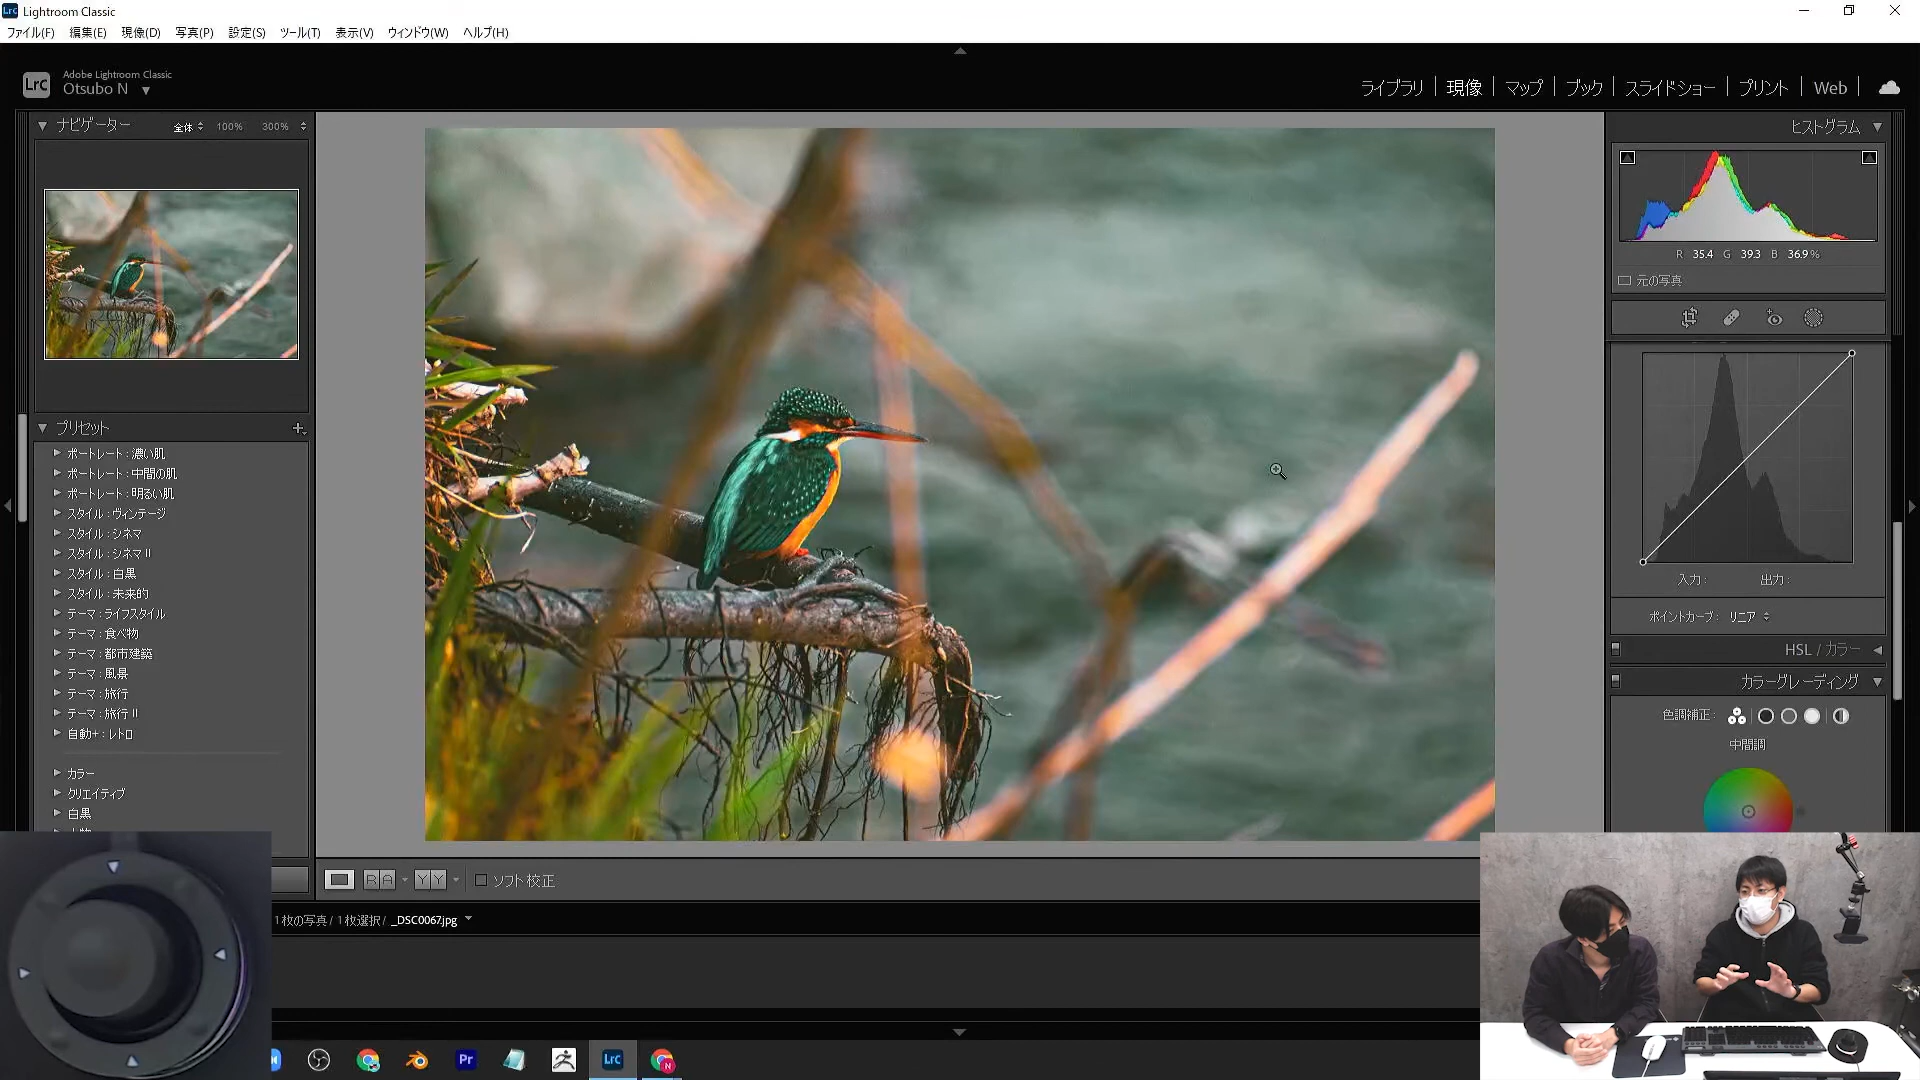 Lrc Lightroom Classic
ファイル(F) 編集(E) 現像(D) 写真(P) 設定(S) ツール(T) 表示(V) ウィンドウ(W) ヘルプ(H)
LrC
Adobe Lightroom Classic
Otsubo N
ライブラリ 現像 マップ ブック スライドショー プリント Web
ナビゲーター 全体 100% 300%
プリセット
ポートレート : 濃い肌
ポートレート : 中間の肌
ポートレート : 明るい肌
スタイル : ヴィンテージ
スタイル : シネマ
スタイル : シネマ II
スタイル : 白黒
スタイル : 未来的
テーマ : ライフスタイル
テーマ : 食べ物
テーマ : 都市建築
テーマ : 風景
テーマ : 旅行
テーマ : 旅行 II
自動+ : レトロ
カラー
クリエイティブ
白黒
ヒストグラム
R 35.4 G 39.3 B 36.9 %
元の写真
入力 : 出力 :
ポイントカーブ : リニア
HSL / カラー
カラーグレーディング
色調補正 :
中間調
R A Y Y ソフト校正
1 枚の写真 / 1 枚選択 / _DSC0067.jpg
Pr Lrc N